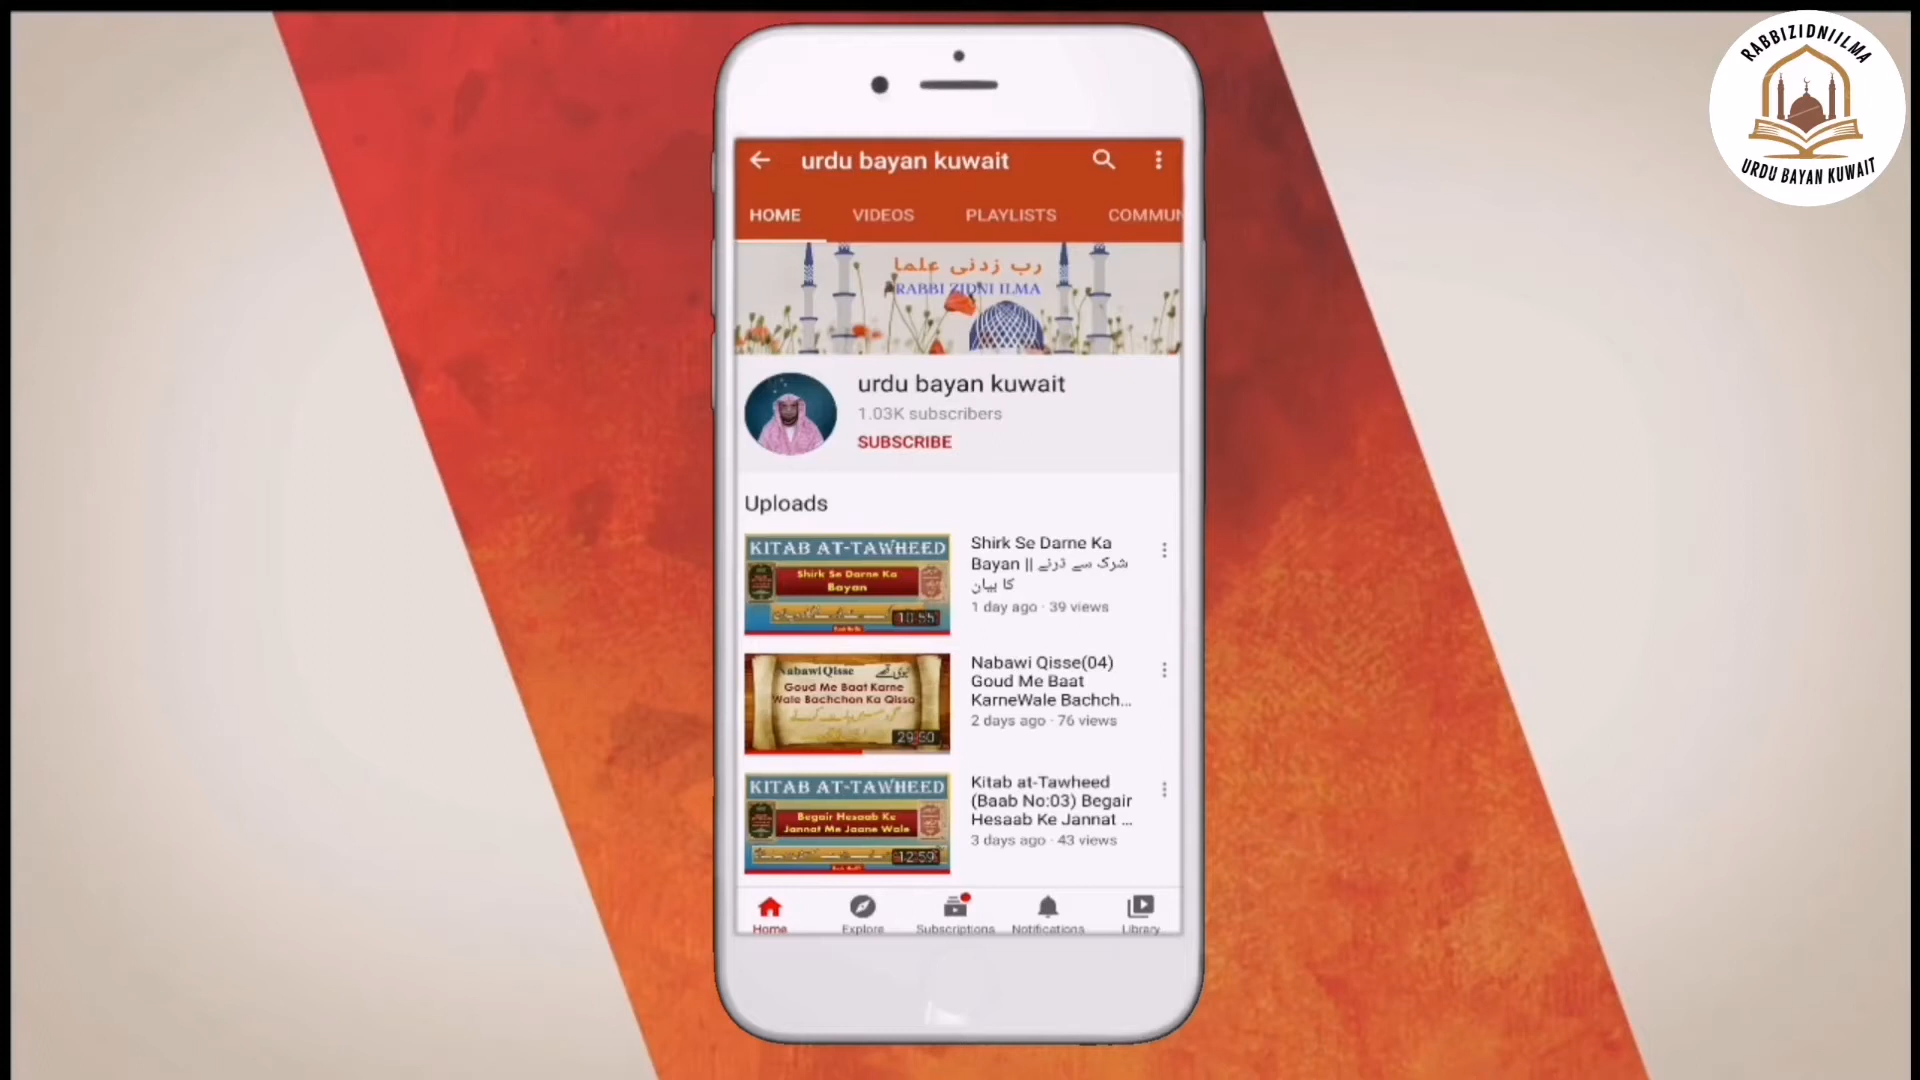 RABBIZIDNIILMA
URDU BAYAN KUWAIT
urdu bayan kuwait
HOME VIDEOS PLAYLISTS COMMUN
رب زدنی علما
RABBI ZIDNI ILMA
urdu bayan kuwait
1.03K subscribers
SUBSCRIBE
Uploads
KITAB AT-TAWHEED
Shirk Se Darne Ka
Bayan
10:55
Shirk Se Darne Ka
Bayan || شرک سے ڈرنے
کا بیان
1 day ago · 39 views
Nabawi Qisse نبوی قصے
Goud Me Baat Karne
Wale Bachchon Ka Qissa
29:50
Nabawi Qisse(04)
Goud Me Baat
KarneWale Bachch...
2 days ago · 76 views
KITAB AT-TAWHEED
Begair Hesaab Ke
Jannat Me Jaane Wale
12:59
Kitab at-Tawheed
(Baab No:03) Begair
Hesaab Ke Jannat ...
3 days ago · 43 views
Home Explore Subscriptions Notifications Library